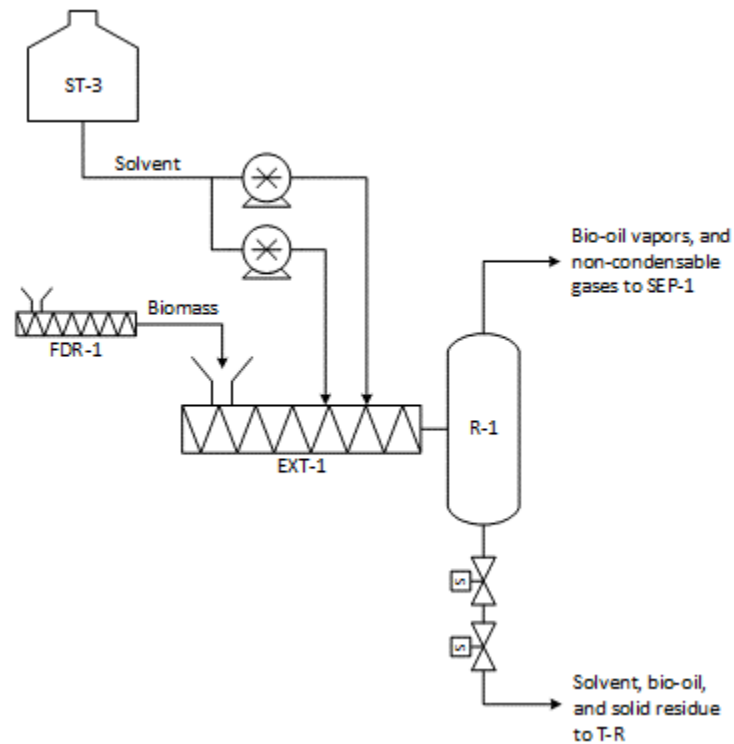 ST-3
Solvent
Bio-oil vapors, and
non-condensable
gases to SEP-1
Biomass
FDR-1
R-1
EXT-1
S
S
Solvent, bio-oil,
and solid residue
to T-R